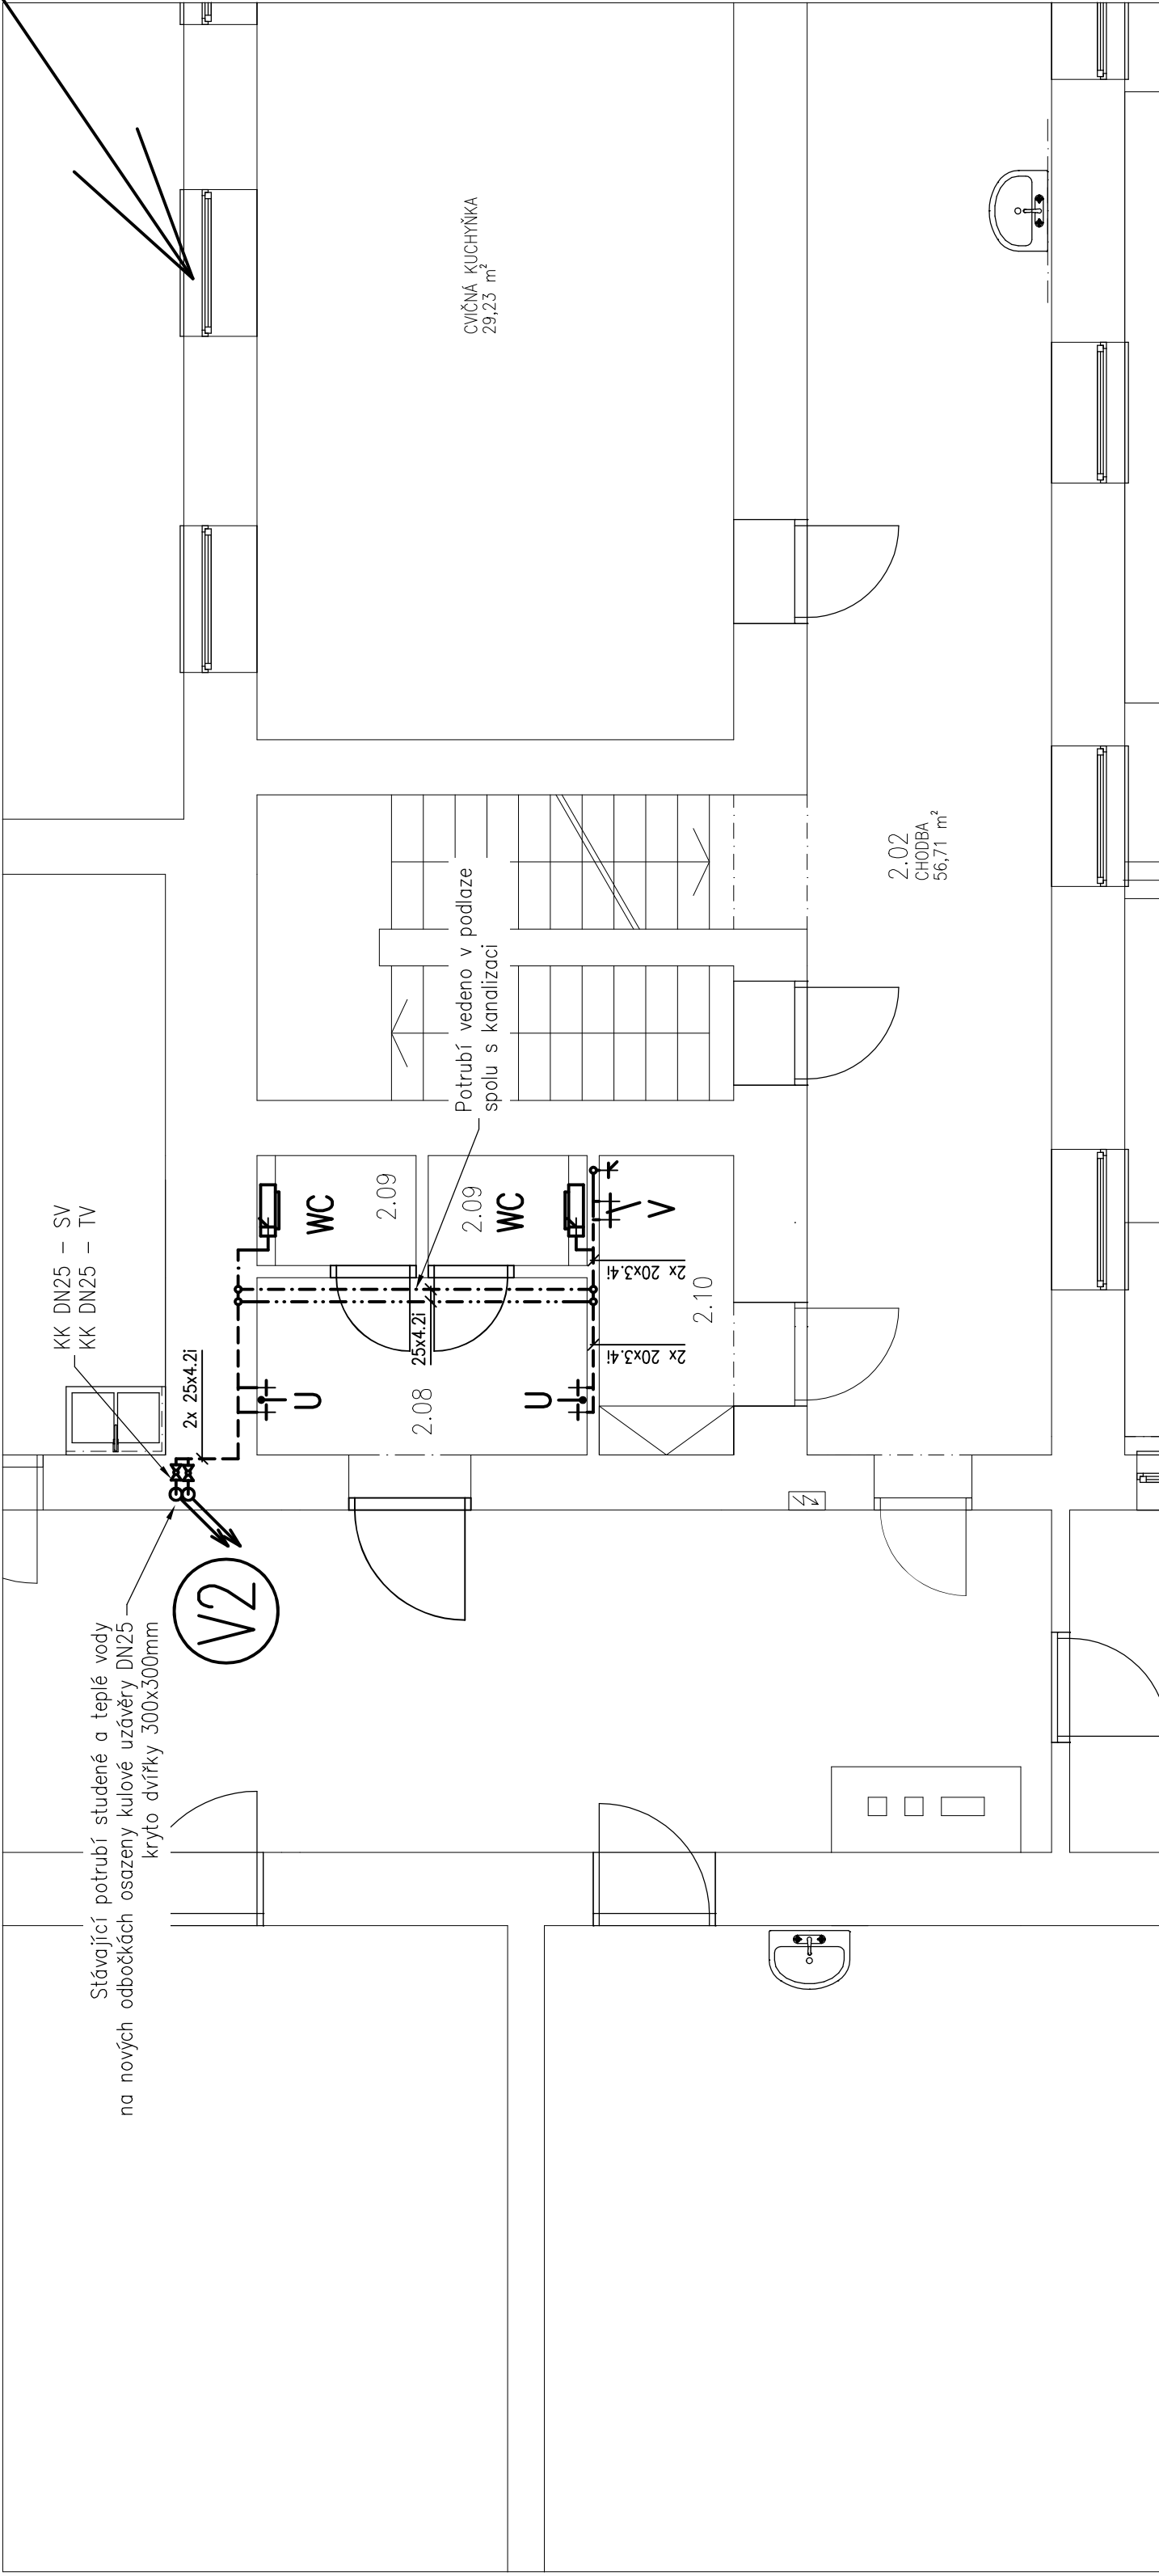 Stávající potrubí studené a teplé vody
na nových odbočkách osazeny kulové uzávěry DN25
kryto dvířky 300x300mm
KK DN25 – SV
KK DN25 – TV
V2
2x 25x4.2i
U
WC
2.09
2.08
25x4.2i
2.09
WC
U
Potrubí vedeno v podlaze
spolu s kanalizaci
2x 20x3.4i
2x 20x3.4i
K
V
2.10
CVIČNÁ KUCHYŇKA
29,23 m²
2.02
CHODBA
56,71 m²